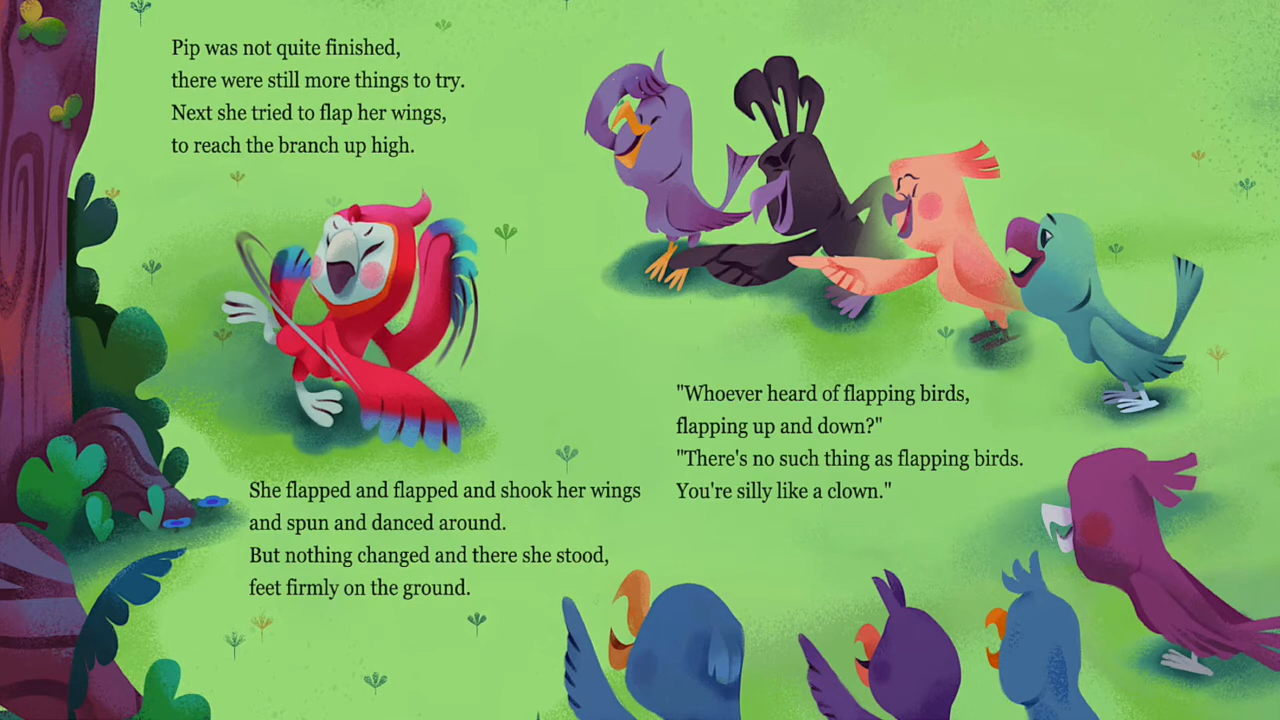 Pip was not quite finished,
there were still more things to try.
Next she tried to flap her wings,
to reach the branch up high.
She flapped and flapped and shook her wings
and spun and danced around.
But nothing changed and there she stood,
feet firmly on the ground.
"Whoever heard of flapping birds,
flapping up and down?"
"There's no such thing as flapping birds.
You're silly like a clown."